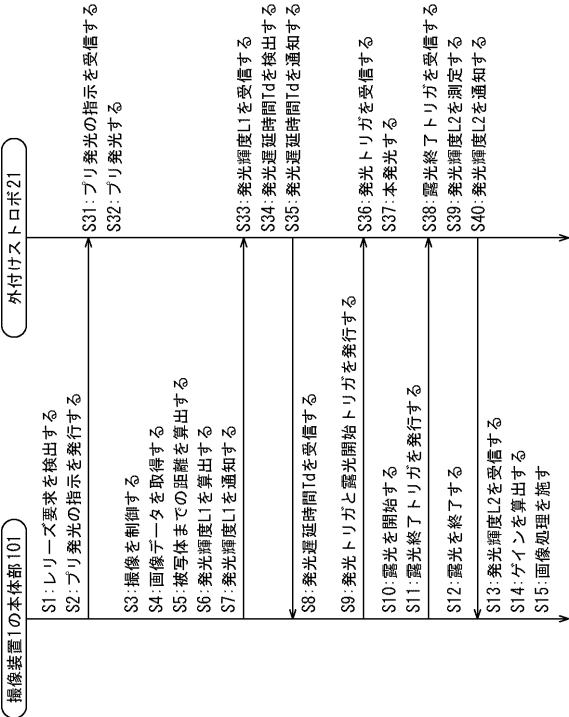 撮像装置1の本体部101
S1:レリーズ要求を検出する
S2:プリ発光の指示を発行する
S3:撮像を制御する
S4:画像データを取得する
S5:被写体までの距離を算出する
S6:発光輝度L1を算出する
S7:発光輝度L1を通知する
S8:発光遅延時間Tdを受信する
S9:発光トリガと露光開始トリガを発行する
S10:露光を開始する
S11:露光終了トリガを発行する
S12:露光を終了する
S13:発光輝度L2を受信する
S14:ゲインを算出する
S15:画像処理を施す
外付けストロボ21
S31:プリ発光の指示を受信する
S32:プリ発光する
S33:発光輝度L1を受信する
S34:発光遅延時間Tdを検出する
S35:発光遅延時間Tdを通知する
S36:発光トリガを受信する
S37:本発光する
S38:露光終了トリガを受信する
S39:発光輝度L2を測定する
S40:発光輝度L2を通知する